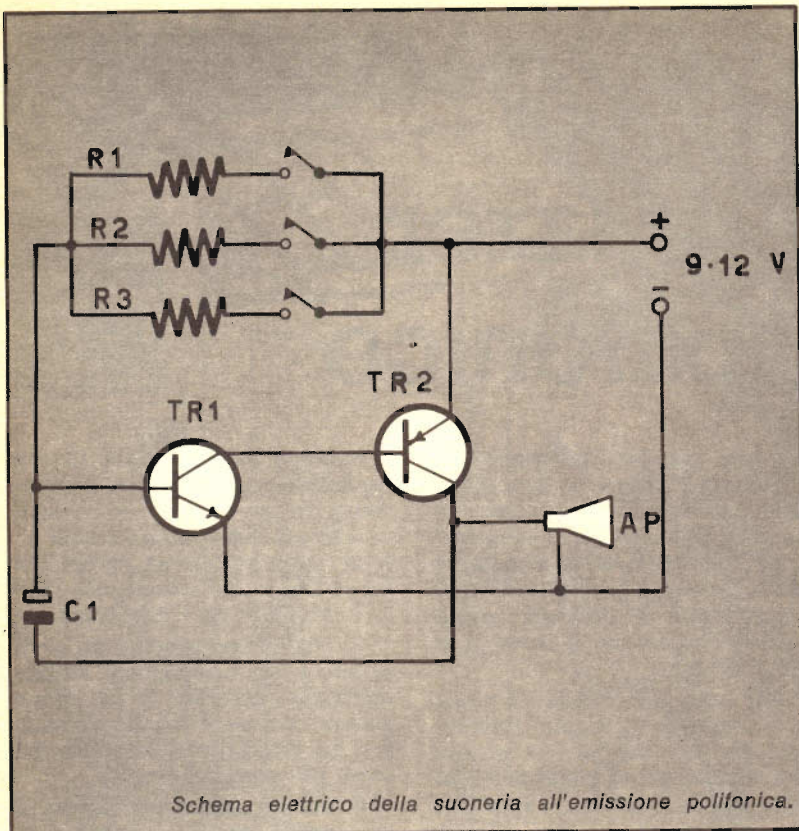 R1
R2
R3
+
9-12 V
−
TR2
TR1
AP
C1
Schema elettrico della suoneria all'emissione polifonica.